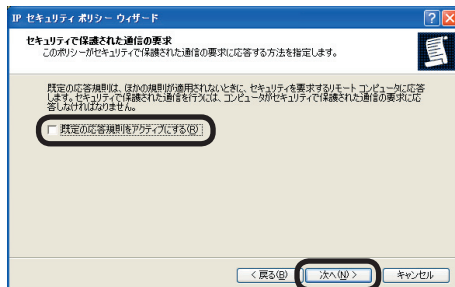 IP セキュリティ ポリシー ウィザード
セキュリティで保護された通信の要求
このポリシーがセキュリティで保護された通信の要求に応答する方法を指定します。
既定の応答規則は、ほかの規則が適用されないときに、セキュリティを要求するリモート コンピュータに応答
します。セキュリティで保護された通信を行うには、コンピュータがセキュリティで保護された通信の要求に応
答しなければなりません。
既定の応答規則をアクティブにする(R)
< 戻る(B) 次へ(N) > キャンセル